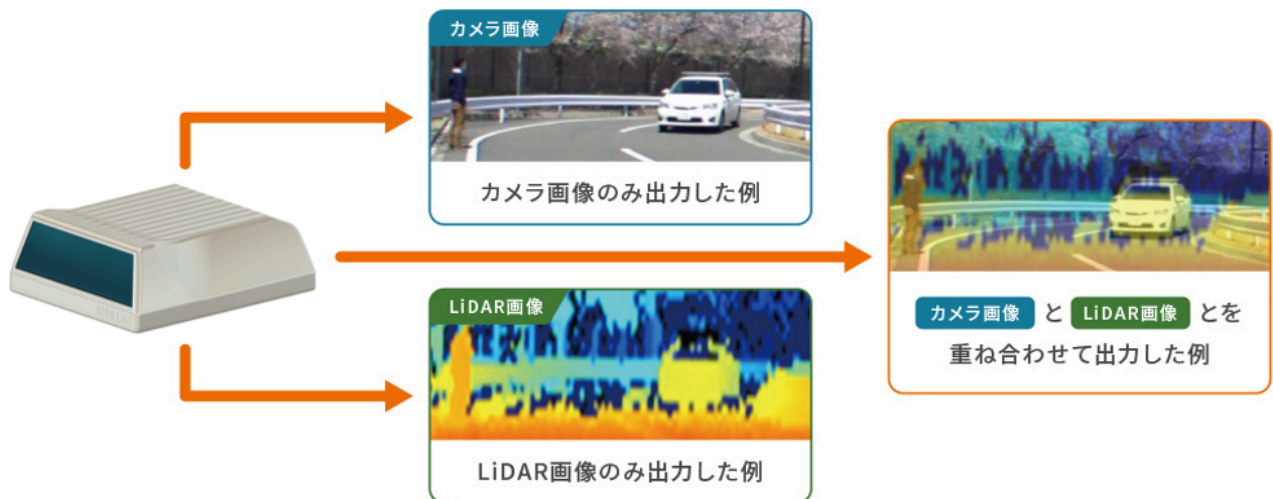 カメラ画像
カメラ画像のみ出力した例
LiDAR画像
LiDAR画像のみ出力した例
カメラ画像 と LiDAR画像 とを
重ね合わせて出力した例